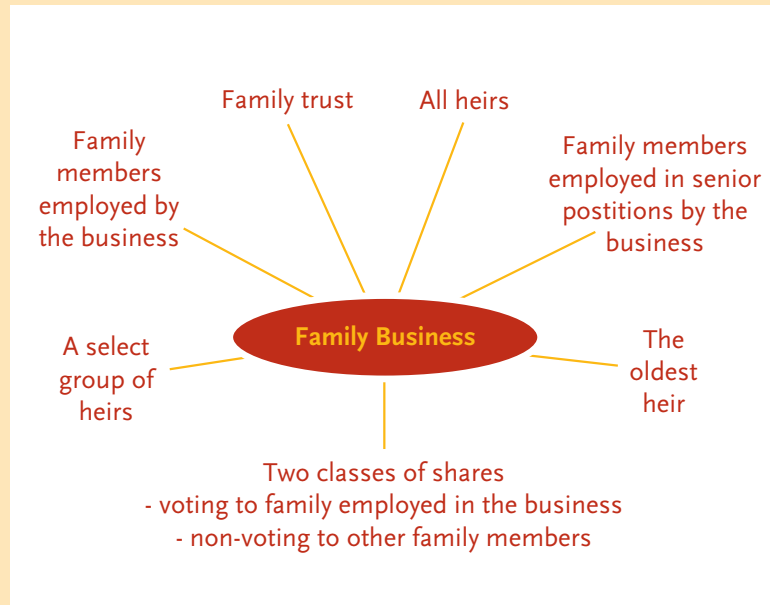 Family trust
All heirs
Family
members
employed by
the business
Family members
employed in senior
postitions by the
business
Family Business
A select
group of
heirs
The
oldest
heir
Two classes of shares
- voting to family employed in the business
- non-voting to other family members